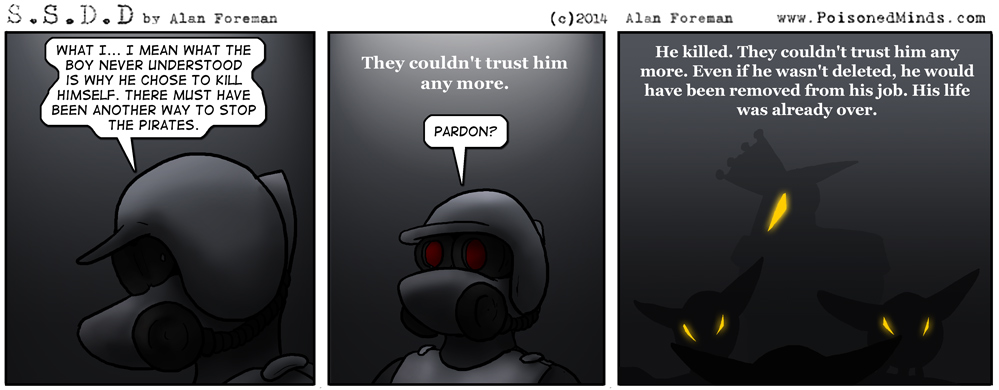 S.S.D.D by Alan Foreman
(c)2014 Alan Foreman www.PoisonedMinds.com
WHAT I... I MEAN WHAT THE
BOY NEVER UNDERSTOOD
IS WHY HE CHOSE TO KILL
HIMSELF. THERE MUST HAVE
BEEN ANOTHER WAY TO STOP
THE PIRATES.
They couldn't trust him
any more.
PARDON?
He killed. They couldn't trust him any
more. Even if he wasn't deleted, he would
have been removed from his job. His life
was already over.